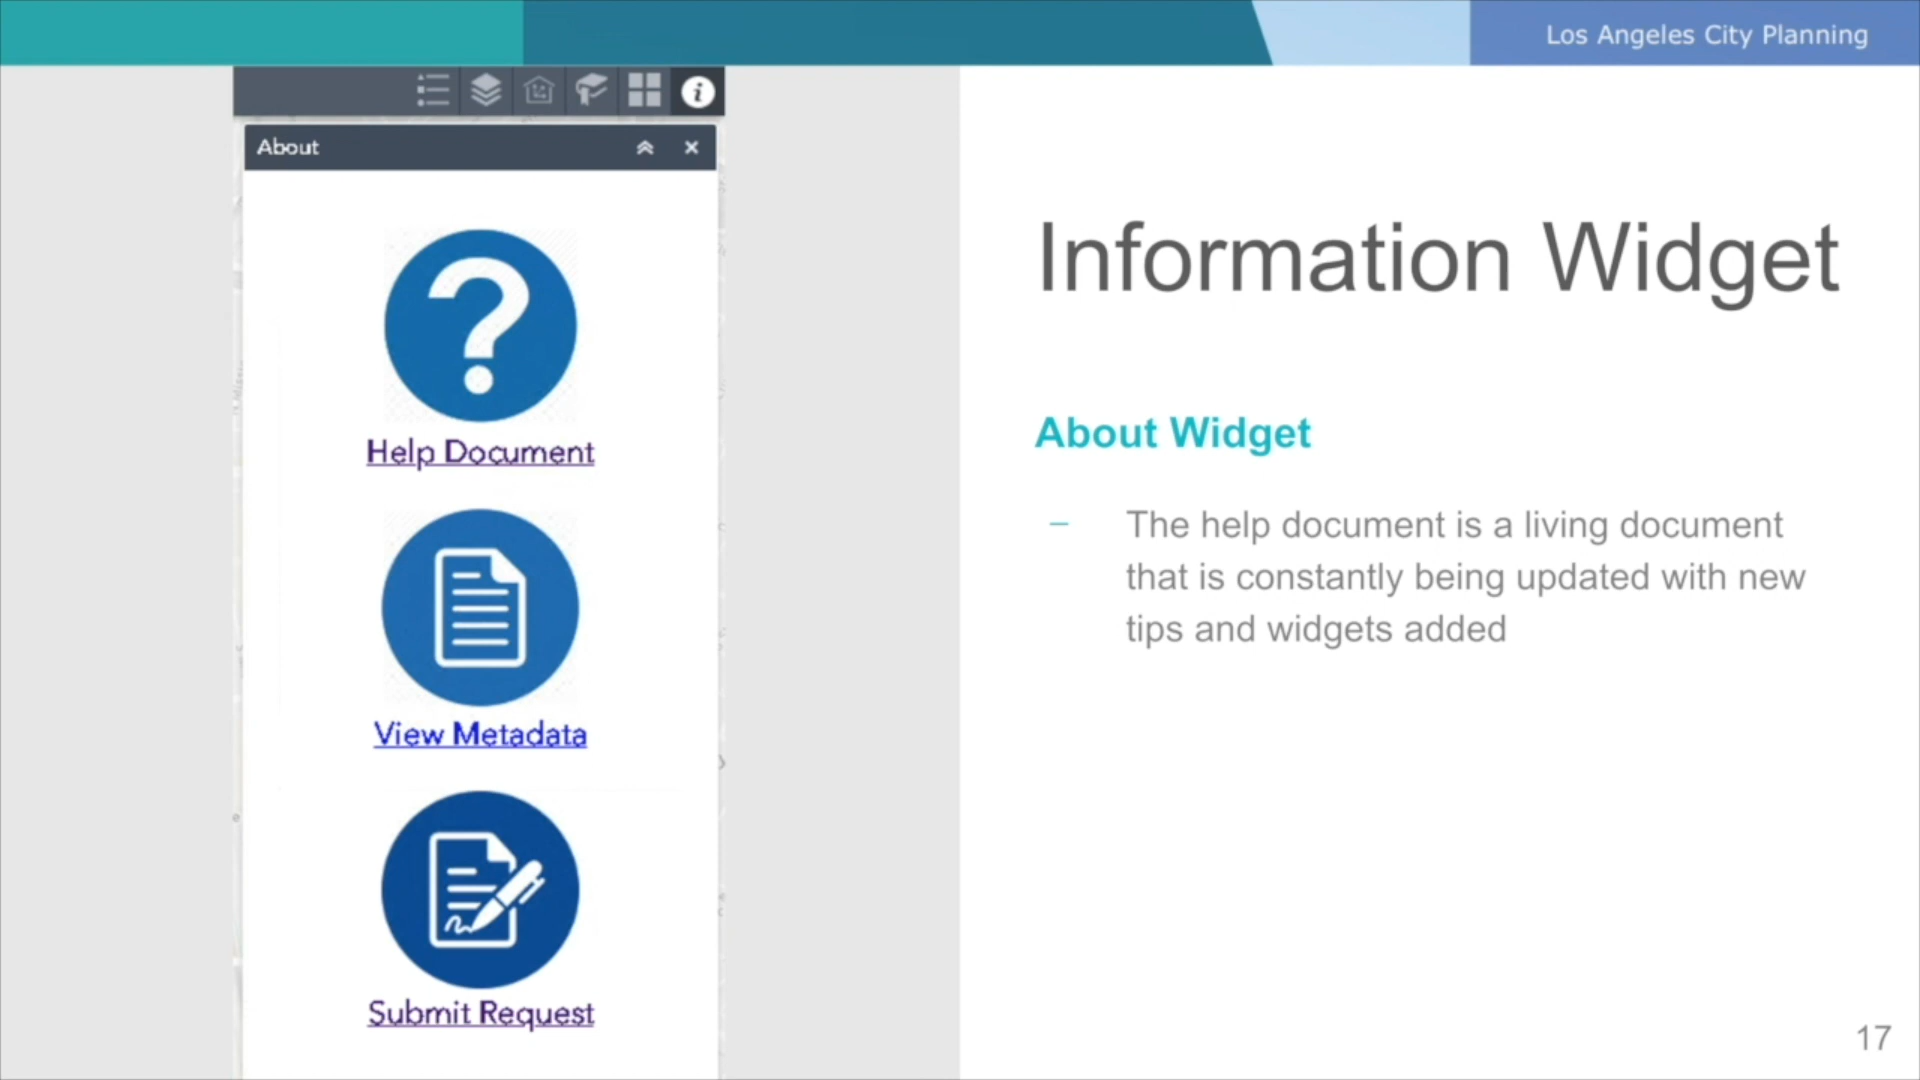 Los Angeles City Planning
About
Help Document
View Metadata
Submit Request
Information Widget
About Widget
– The help document is a living document
that is constantly being updated with new
tips and widgets added
17